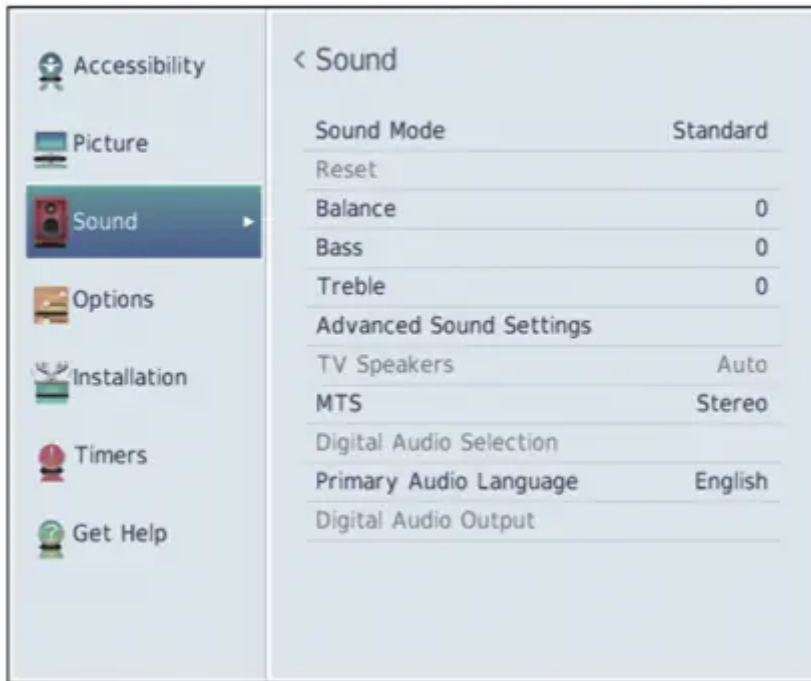 Accessibility
Picture
Sound
Options
Installation
Timers
Get Help
< Sound
Sound Mode Standard
Reset
Balance 0
Bass 0
Treble 0
Advanced Sound Settings
TV Speakers Auto
MTS Stereo
Digital Audio Selection
Primary Audio Language English
Digital Audio Output